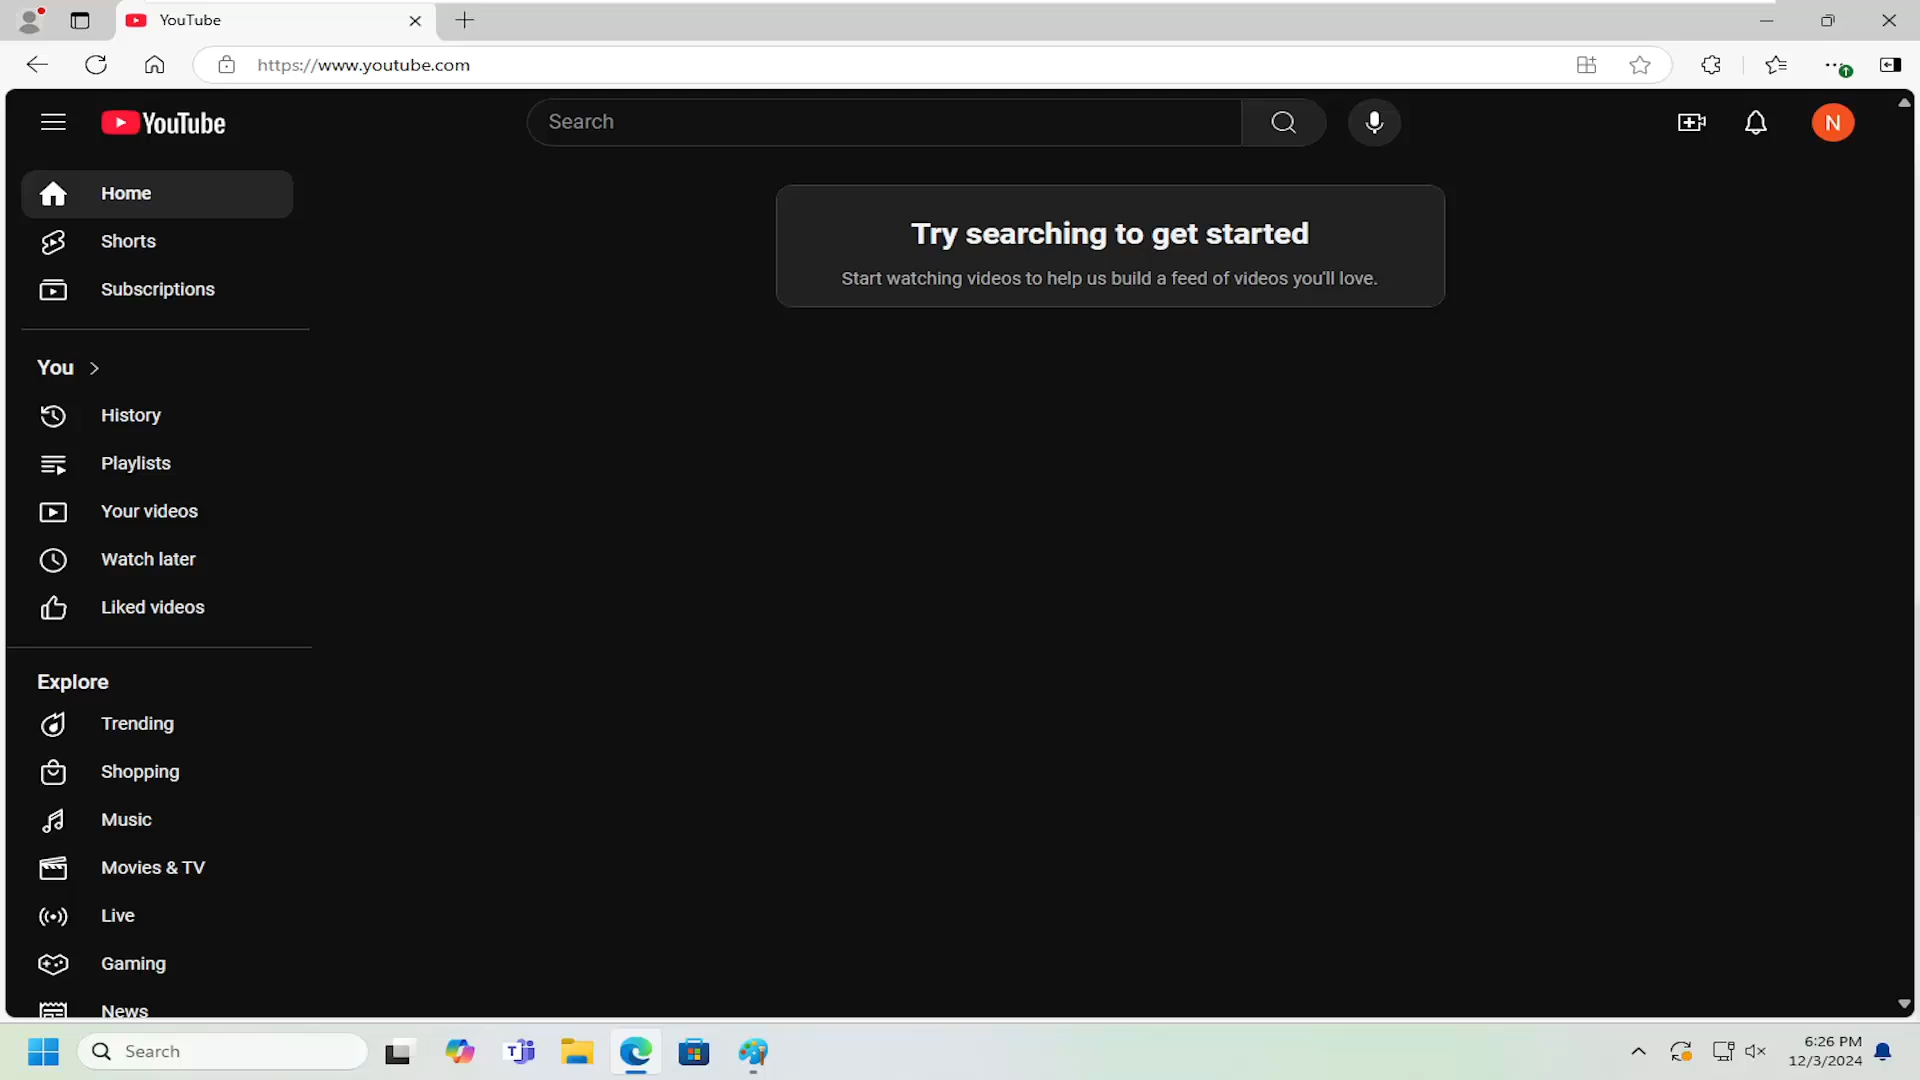 YouTube
https://www.youtube.com
YouTube
Search
N
Home
Shorts
Subscriptions
Try searching to get started
Start watching videos to help us build a feed of videos you'll love.
You
History
Playlists
Your videos
Watch later
Liked videos
Explore
Trending
Shopping
Music
Movies & TV
Live
Gaming
News
Search
6:26 PM
12/3/2024